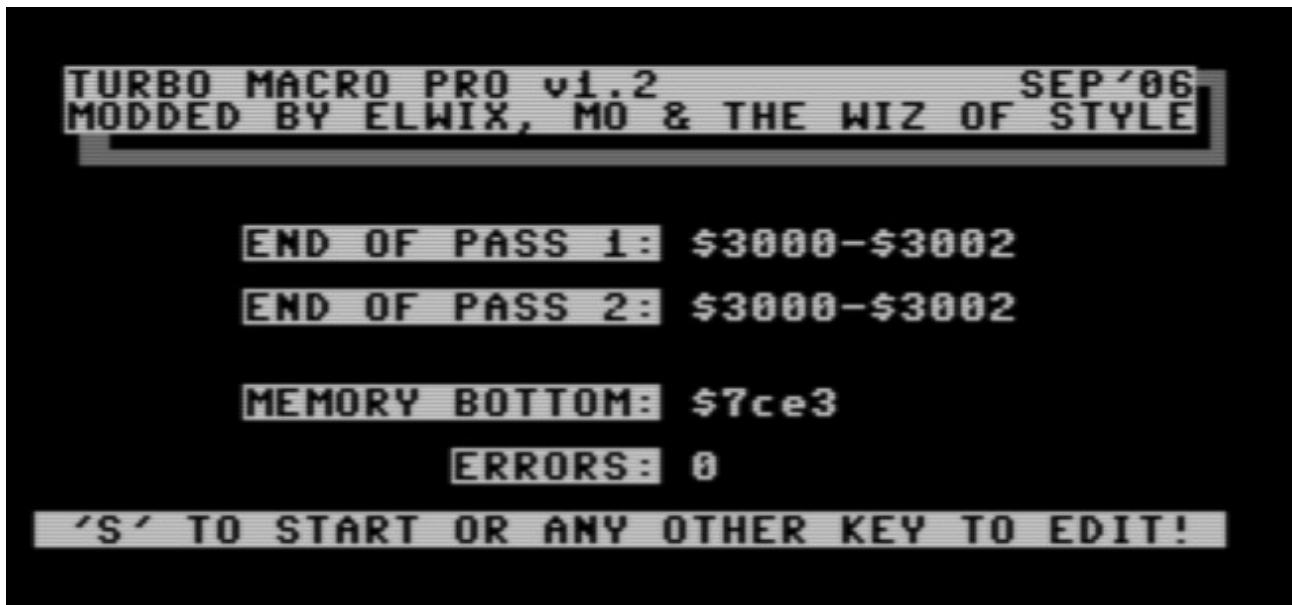 TURBO MACRO PRO v1.2 SEP'06
MODDED BY ELWIX, MO & THE WIZ OF STYLE
END OF PASS 1: $3000-$3002
END OF PASS 2: $3000-$3002
MEMORY BOTTOM: $7ce3
ERRORS: 0
'S' TO START OR ANY OTHER KEY TO EDIT!